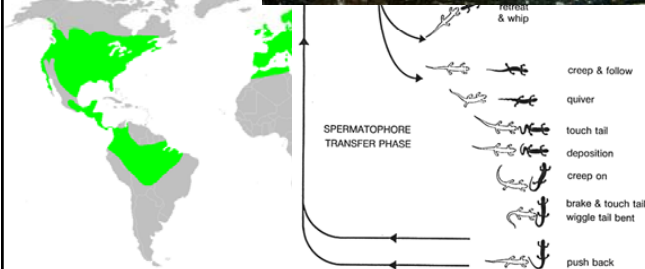 retreat
& whip
creep & follow
quiver
SPERMATOPHORE
TRANSFER PHASE
touch tail
deposition
creep on
brake & touch tail
wiggle tail bent
push back